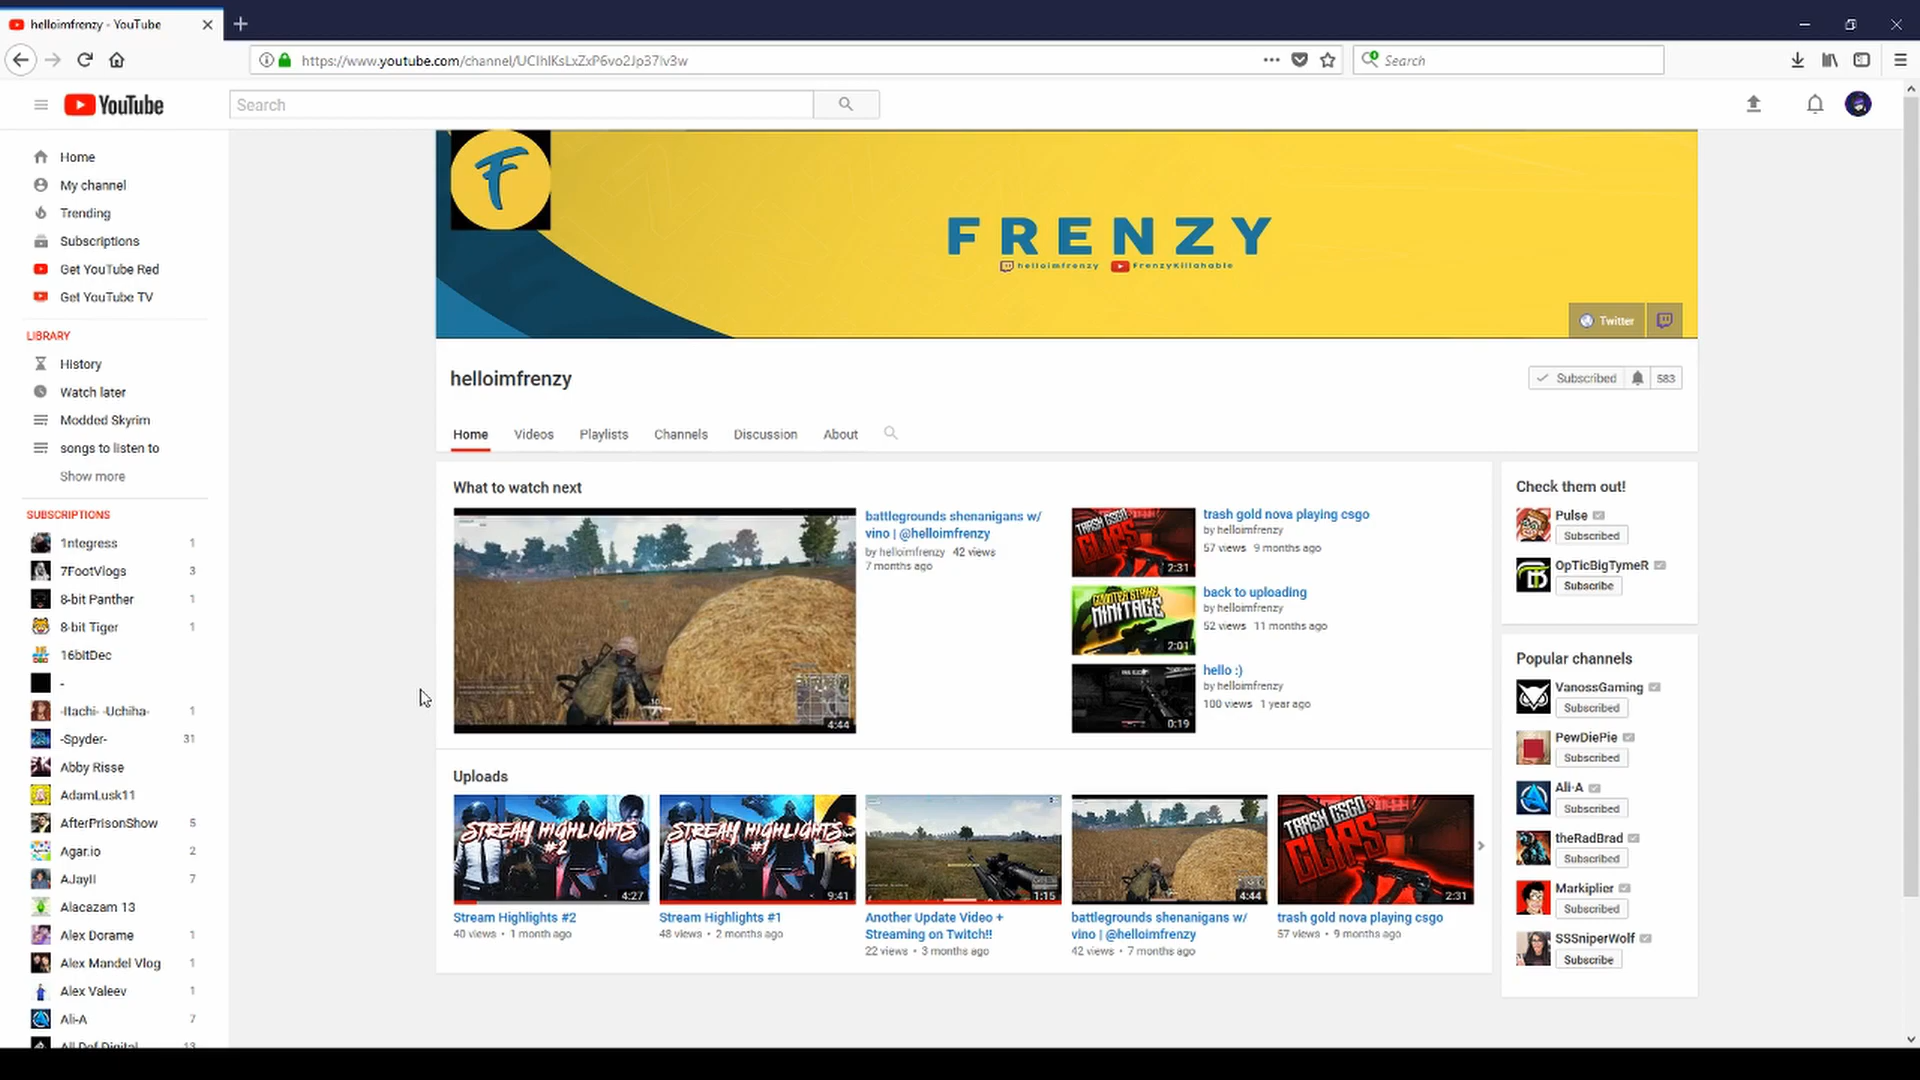 helloimfrenzy - YouTube
https://www.youtube.com/channel/UCIhIKsLxZxP6vo2Jp37lv3w
Search
YouTube
Search
Home
My channel
Trending
Subscriptions
Get YouTube Red
Get YouTube TV
LIBRARY
History
Watch later
Modded Skyrim
songs to listen to
Show more
SUBSCRIPTIONS
1ntegress 1
7FootVlogs 3
8-bit Panther 1
8-bit Tiger 1
16bitDec
-
-Itachi- -Uchiha- 1
-Spyder- 31
Abby Risse
AdamLusk11
AfterPrisonShow 5
Agar.io 2
AJayII 7
Alacazam 13
Alex Dorame 1
Alex Mandel Vlog 1
Alex Valeev 1
Ali-A 7
All Def Digital 13
F
FRENZY
helloimfrenzy FrenzyKillahable
Twitter
helloimfrenzy
Subscribed 583
Home Videos Playlists Channels Discussion About
What to watch next
4:44
battlegrounds shenanigans w/
vino | @helloimfrenzy
by helloimfrenzy 42 views
7 months ago
TRASH CSGO
CLIPS
2:31
trash gold nova playing csgo
by helloimfrenzy
57 views 9 months ago
COUNTER STRIKE
MINITAGE
2:01
back to uploading
by helloimfrenzy
52 views 11 months ago
0:19
hello :)
by helloimfrenzy
100 views 1 year ago
Uploads
STREAM HIGHLIGHTS
#2
4:27
Stream Highlights #2
40 views • 1 month ago
STREAM HIGHLIGHTS
#1
9:41
Stream Highlights #1
48 views • 2 months ago
1:15
Another Update Video +
Streaming on Twitch!!
22 views • 3 months ago
4:44
battlegrounds shenanigans w/
vino | @helloimfrenzy
42 views • 7 months ago
TRASH CSGO
CLIPS
2:31
trash gold nova playing csgo
57 views • 9 months ago
Check them out!
Pulse
Subscribed
OpTicBigTymeR
Subscribe
Popular channels
VanossGaming
Subscribed
PewDiePie
Subscribed
Ali-A
Subscribed
theRadBrad
Subscribed
Markiplier
Subscribed
SSSniperWolf
Subscribe